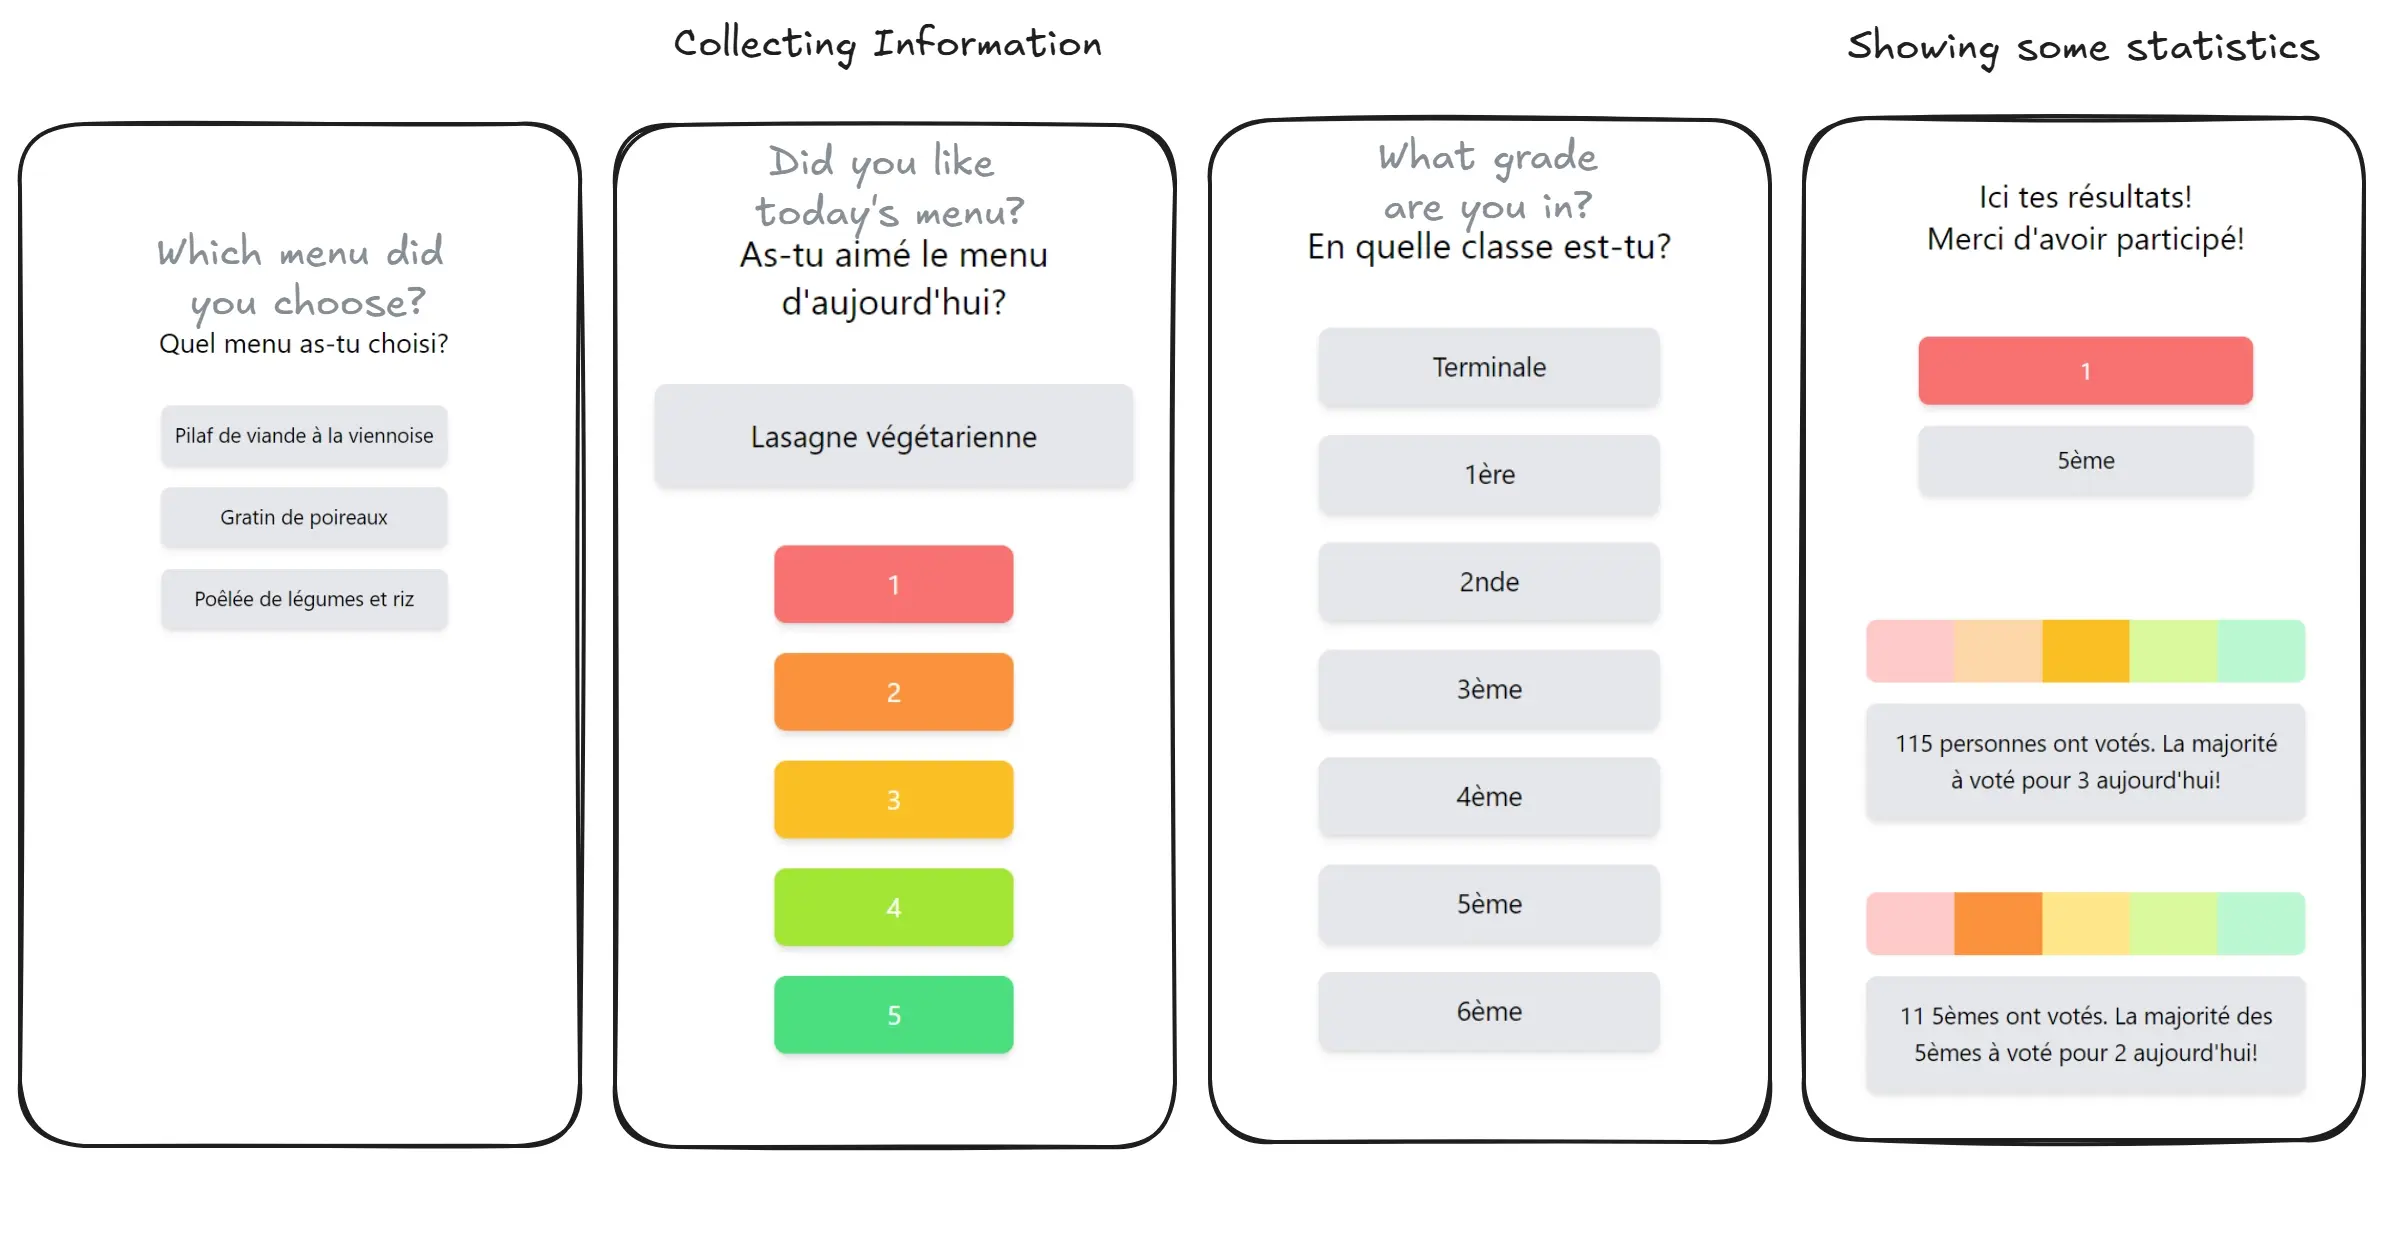 Collecting Information
Showing some statistics
Which menu did
you choose?
Quel menu as-tu choisi?
Pilaf de viande à la viennoise
Gratin de poireaux
Poêlée de légumes et riz
Did you like
today's menu?
As-tu aimé le menu
d'aujourd'hui?
Lasagne végétarienne
1
2
3
4
5
What grade
are you in?
En quelle classe est-tu?
Terminale
1ère
2nde
3ème
4ème
5ème
6ème
Ici tes résultats!
Merci d'avoir participé!
1
5ème
115 personnes ont votés. La majorité
à voté pour 3 aujourd'hui!
11 5èmes ont votés. La majorité des
5èmes à voté pour 2 aujourd'hui!